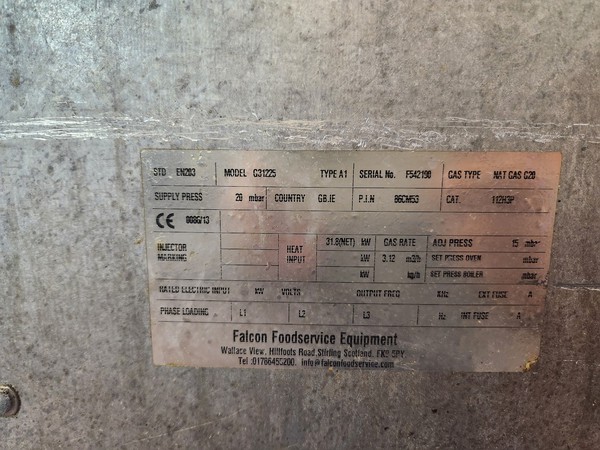 STD EN203 MODEL G31225 TYPE A1 SERIAL No. F542190 GAS TYPE NAT GAS G20
SUPPLY PRESS 20 mbar COUNTRY GB.IE P.I.N 86CM53 CAT. 112H3P
CE 0086/13
INJECTOR MARKING HEAT INPUT 31.8(NET) kW GAS RATE ADJ PRESS 15 mbar
kW 3.12 m3/h SET PRESS OVEN mbar
kW kg/h SET PRESS BOILER mbar
RATED ELECTRIC INPUT kW VOLTS OUTPUT FREQ KHz EXT FUSE A
PHASE LOADING L1 L2 L3 Hz INT FUSE A
Falcon Foodservice Equipment
Wallace View, Hillfoots Road,Stirling Scotland, FK9 5PY
Tel :01786455200. info@falconfoodservice.com